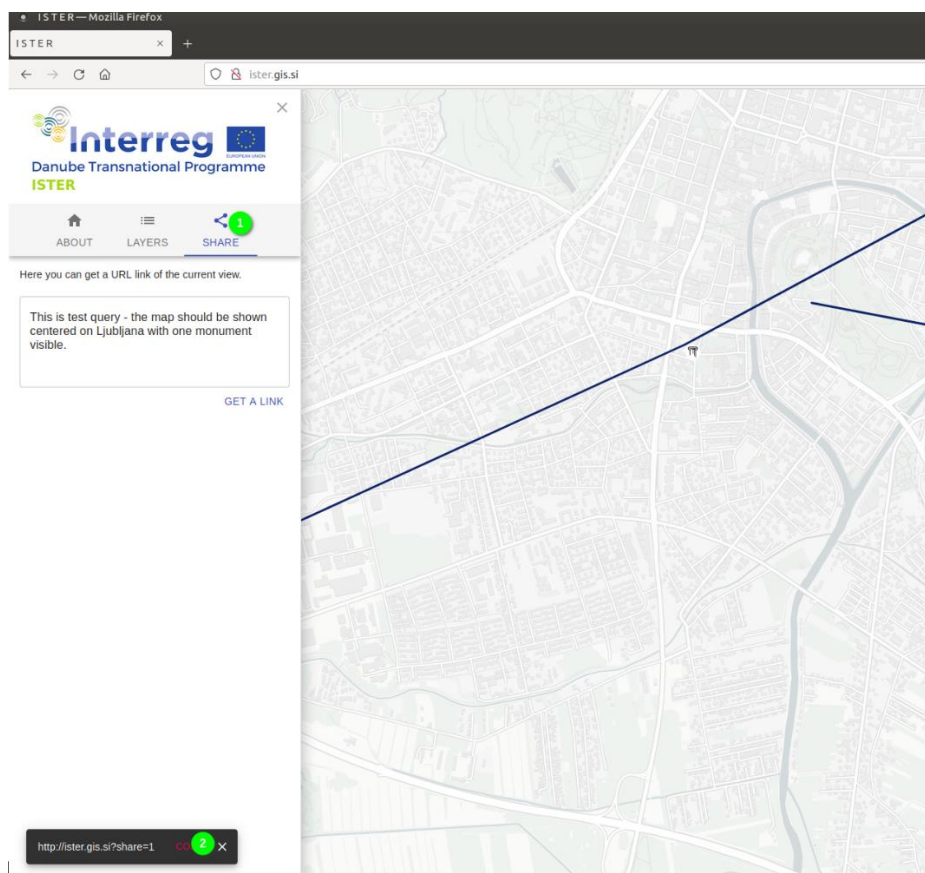 ISTER — Mozilla Firefox
ISTER × +
ister.gis.si
Interreg
EUROPEAN UNION
Danube Transnational Programme
ISTER
1
ABOUT LAYERS SHARE
Here you can get a URL link of the current view.
This is test query - the map should be shown
centered on Ljubljana with one monument
visible.
GET A LINK
http://ister.gis.si?share=1 2